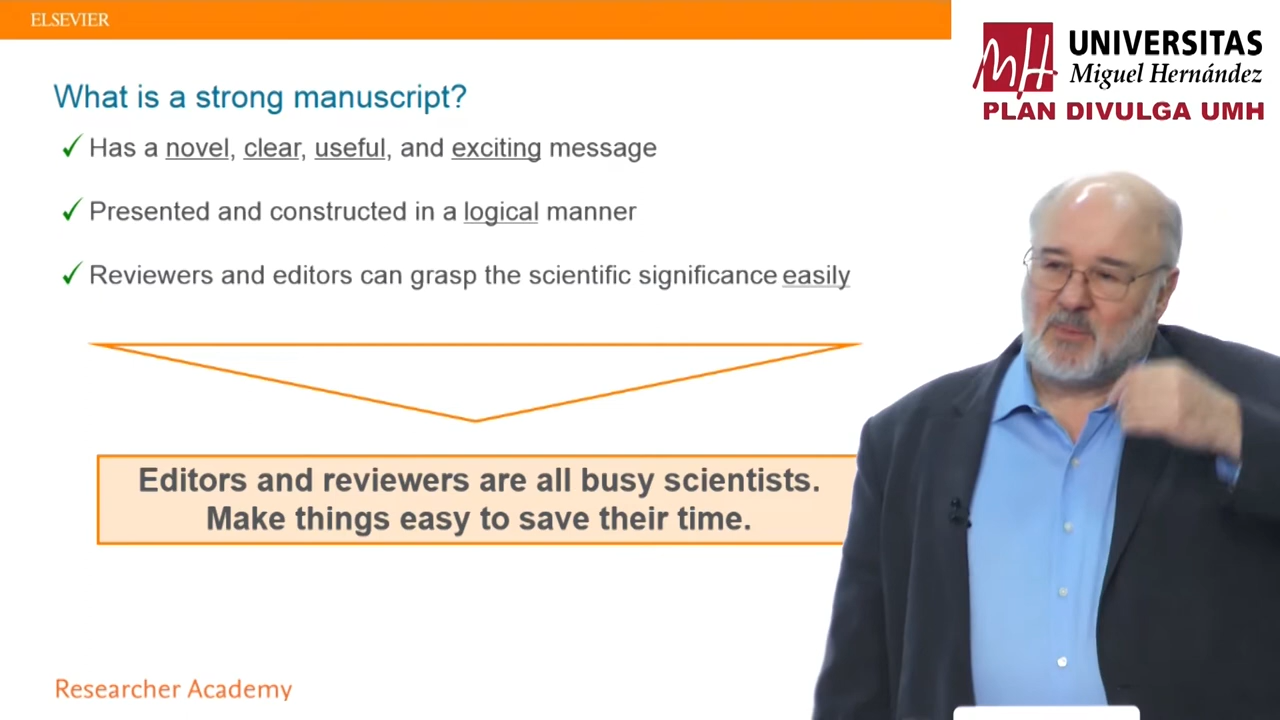 ELSEVIER
UNIVERSITAS
Miguel Hernández
PLAN DIVULGA UMH
What is a strong manuscript?
✓ Has a novel, clear, useful, and exciting message
✓ Presented and constructed in a logical manner
✓ Reviewers and editors can grasp the scientific significance easily
Editors and reviewers are all busy scientists.
Make things easy to save their time.
Researcher Academy